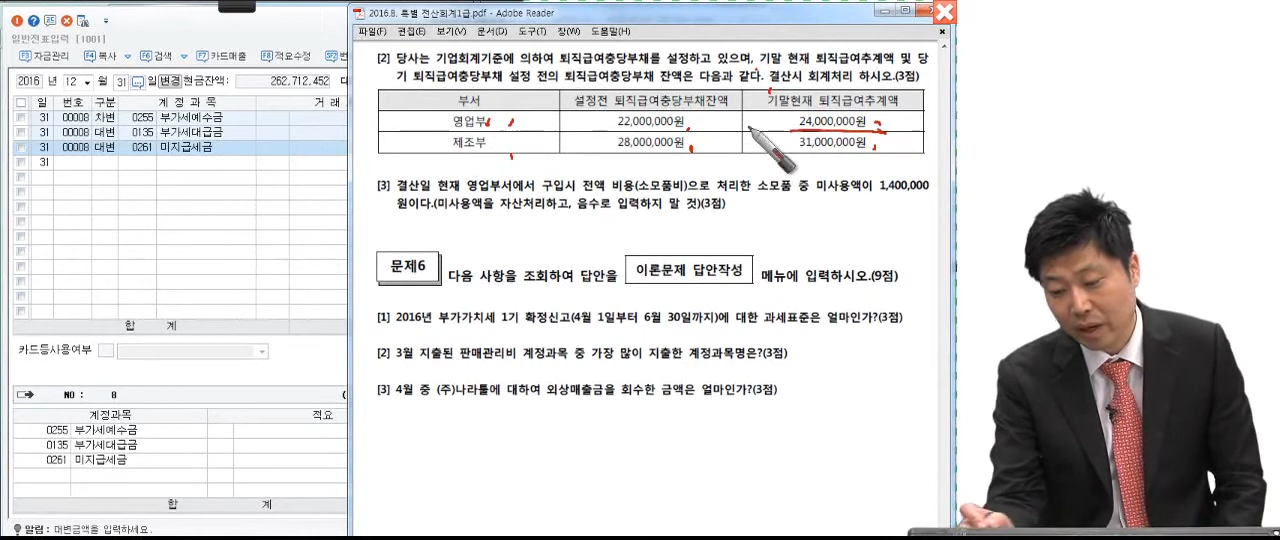 2016.8. 특별 전산회계1급.pdf - Adobe Reader
일반전표입력 [1001]
파일(F) 편집(E) 보기(V) 문서(D) 도구(T) 창(W) 도움말(H)
F3 자금관리 F4 복사 F6 검색 F7 카드매출 F8 적요수정
2016 년 12 월 31 일 변경 현금잔액: 262,712,452
일 번호 구분 계 정 과 목 거 래
31 00008 차변 0255 부가세예수금
31 00008 대변 0135 부가세대급금
31 00008 대변 0261 미지급세금
31
합 계
카드등사용여부
NO : 8
계정과목 적요
0255 부가세예수금
0135 부가세대급금
0261 미지급세금
합 계
알림: 대변금액을 입력하세요.
[2] 당사는 기업회계기준에 의하여 퇴직급여충당부채를 설정하고 있으며, 기말 현재 퇴직급여추계액 및 당
기 퇴직급여충당부채 설정 전의 퇴직급여충당부채 잔액은 다음과 같다. 결산시 회계처리 하시오.(3점)
부서 설정전 퇴직급여충당부채잔액 기말현재 퇴직급여추계액
영업부 22,000,000원 24,000,000원
제조부 28,000,000원 31,000,000원
[3] 결산일 현재 영업부서에서 구입시 전액 비용(소모품비)으로 처리한 소모품 중 미사용액이 1,400,000
원이다.(미사용액을 자산처리하고, 음수로 입력하지 말 것)(3점)
문제6 다음 사항을 조회하여 답안을 이론문제 답안작성 메뉴에 입력하시오.(9점)
[1] 2016년 부가가치세 1기 확정신고(4월 1일부터 6월 30일까지)에 대한 과세표준은 얼마인가?(3점)
[2] 3월 지출된 판매관리비 계정과목 중 가장 많이 지출한 계정과목명은?(3점)
[3] 4월 중 (주)나라툴에 대하여 외상매출금을 회수한 금액은 얼마인가?(3점)